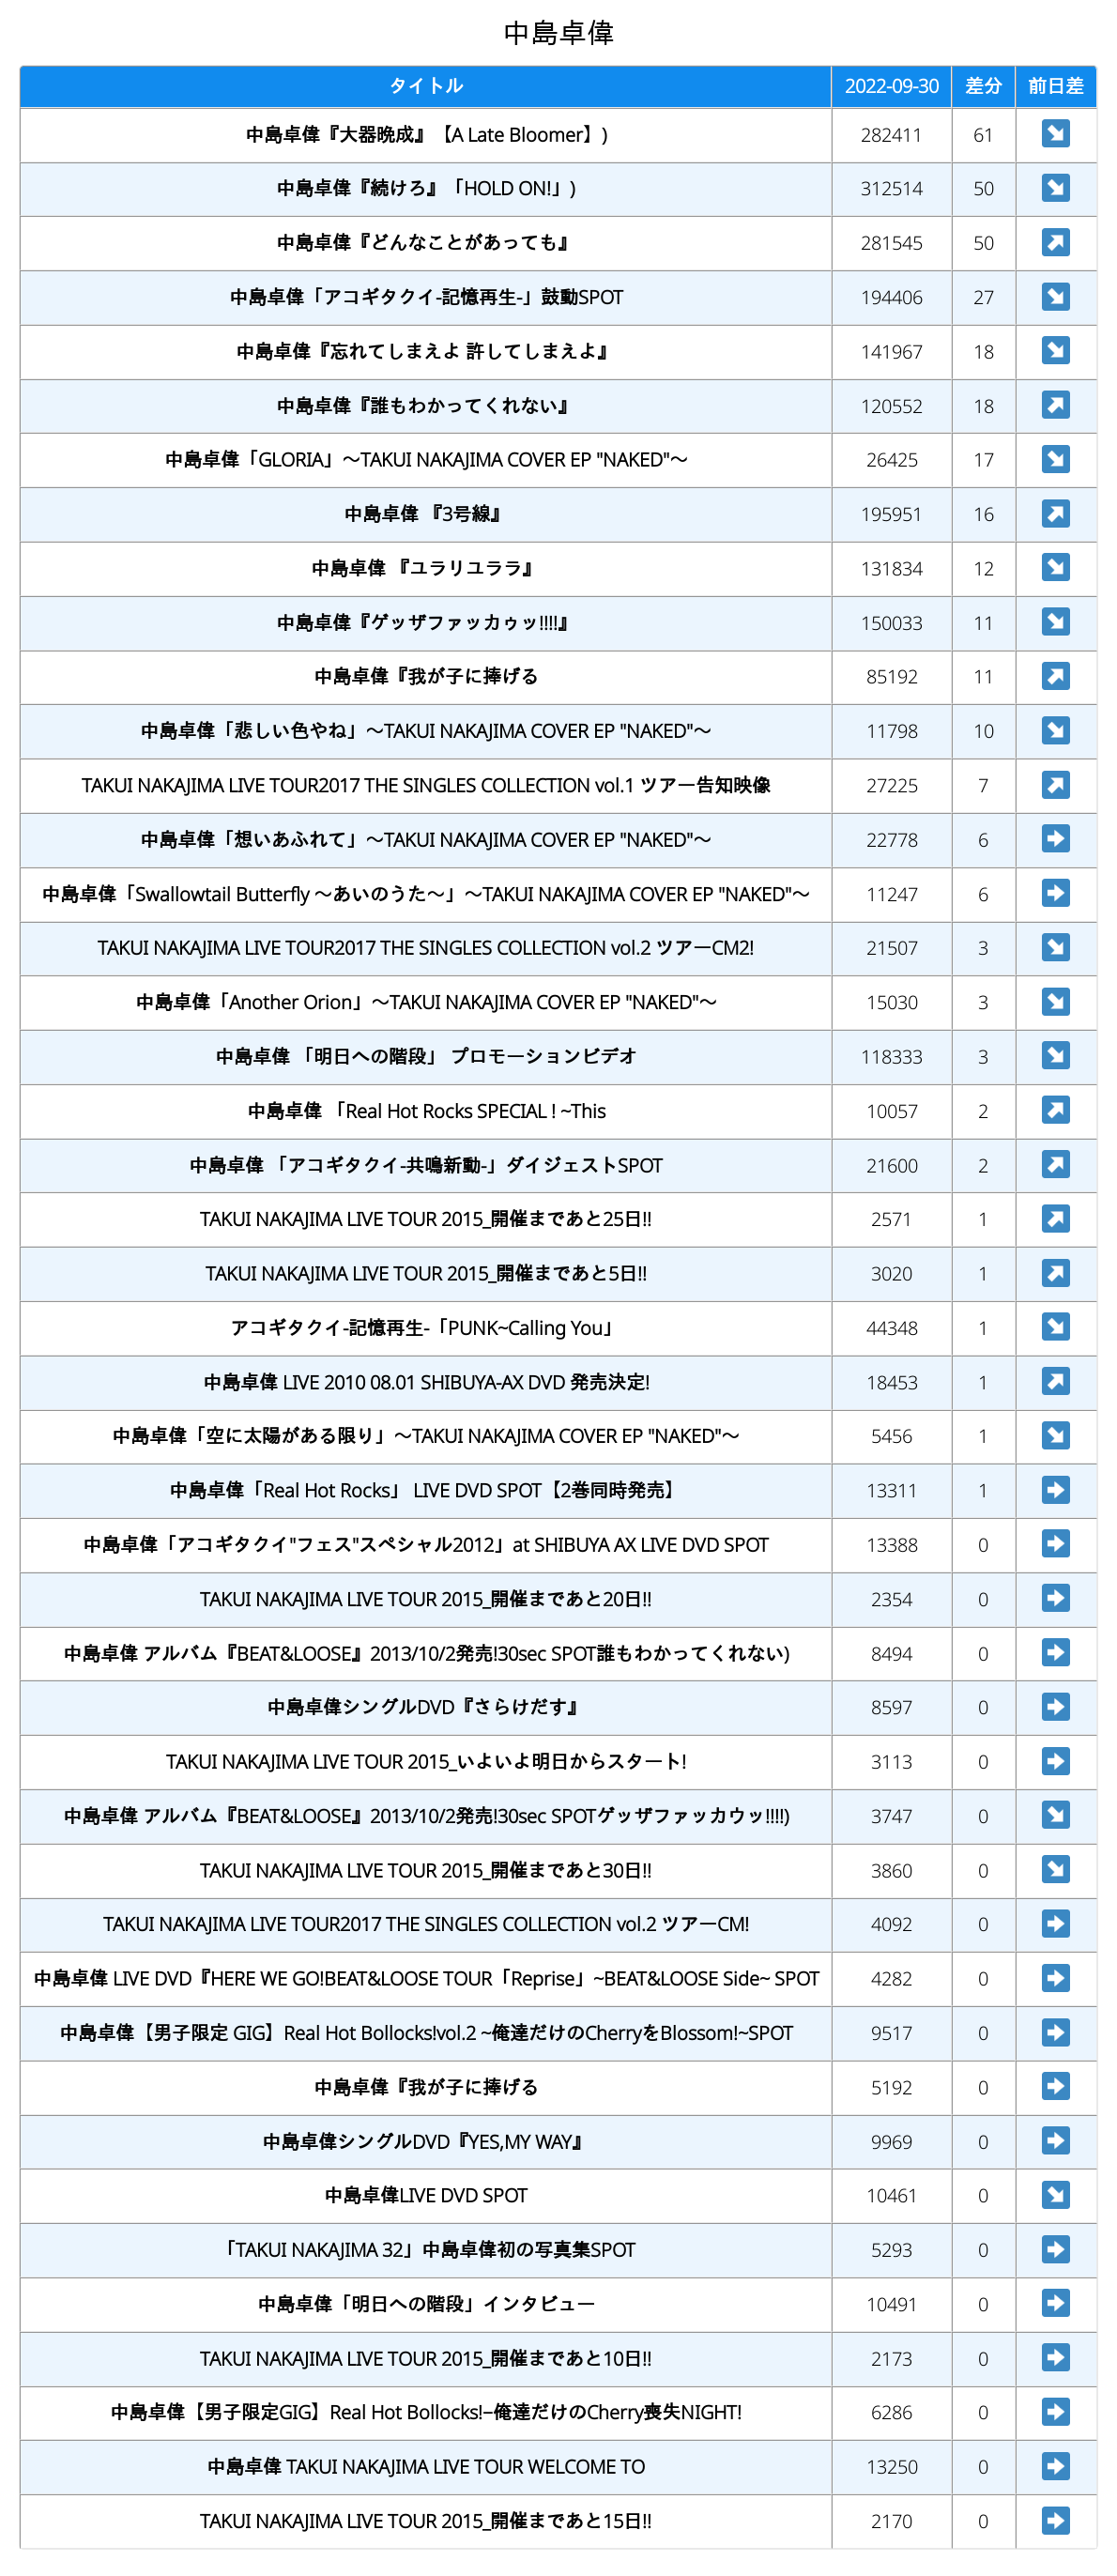 中島卓偉
タイトル 2022-09-30 差分 前日差
中島卓偉『大器晩成』【A Late Bloomer】) 282411 61 ↘
中島卓偉『続けろ』「HOLD ON!」) 312514 50 ↘
中島卓偉『どんなことがあっても』 281545 50 ↗
中島卓偉「アコギタクイ-記憶再生-」鼓動SPOT 194406 27 ↘
中島卓偉『忘れてしまえよ 許してしまえよ』 141967 18 ↘
中島卓偉『誰もわかってくれない』 120552 18 ↗
中島卓偉「GLORIA」〜TAKUI NAKAJIMA COVER EP "NAKED"〜 26425 17 ↘
中島卓偉 『3号線』 195951 16 ↗
中島卓偉 『ユラリユララ』 131834 12 ↘
中島卓偉『ゲッザファッカゥッ!!!!』 150033 11 ↘
中島卓偉『我が子に捧げる 85192 11 ↗
中島卓偉「悲しい色やね」〜TAKUI NAKAJIMA COVER EP "NAKED"〜 11798 10 ↘
TAKUI NAKAJIMA LIVE TOUR2017 THE SINGLES COLLECTION vol.1 ツアー告知映像 27225 7 ↗
中島卓偉「想いあふれて」〜TAKUI NAKAJIMA COVER EP "NAKED"〜 22778 6 ➡
中島卓偉「Swallowtail Butterfly 〜あいのうた〜」〜TAKUI NAKAJIMA COVER EP "NAKED"〜 11247 6 ➡
TAKUI NAKAJIMA LIVE TOUR2017 THE SINGLES COLLECTION vol.2 ツアーCM2! 21507 3 ↘
中島卓偉「Another Orion」〜TAKUI NAKAJIMA COVER EP "NAKED"〜 15030 3 ↘
中島卓偉 「明日への階段」 プロモーションビデオ 118333 3 ↘
中島卓偉 「Real Hot Rocks SPECIAL ! ~This 10057 2 ↗
中島卓偉 「アコギタクイ-共鳴新動-」ダイジェストSPOT 21600 2 ↗
TAKUI NAKAJIMA LIVE TOUR 2015_開催まであと25日!! 2571 1 ↗
TAKUI NAKAJIMA LIVE TOUR 2015_開催まであと5日!! 3020 1 ↗
アコギタクイ-記憶再生-「PUNK~Calling You」 44348 1 ↘
中島卓偉 LIVE 2010 08.01 SHIBUYA-AX DVD 発売決定! 18453 1 ↗
中島卓偉「空に太陽がある限り」〜TAKUI NAKAJIMA COVER EP "NAKED"〜 5456 1 ↘
中島卓偉「Real Hot Rocks」 LIVE DVD SPOT【2巻同時発売】 13311 1 ➡
中島卓偉「アコギタクイ"フェス"スペシャル2012」at SHIBUYA AX LIVE DVD SPOT 13388 0 ➡
TAKUI NAKAJIMA LIVE TOUR 2015_開催まであと20日!! 2354 0 ➡
中島卓偉 アルバム『BEAT&LOOSE』2013/10/2発売!30sec SPOT誰もわかってくれない) 8494 0 ➡
中島卓偉シングルDVD『さらけだす』 8597 0 ➡
TAKUI NAKAJIMA LIVE TOUR 2015_いよいよ明日からスタート! 3113 0 ➡
中島卓偉 アルバム『BEAT&LOOSE』2013/10/2発売!30sec SPOTゲッザファッカウッ!!!!) 3747 0 ↘
TAKUI NAKAJIMA LIVE TOUR 2015_開催まであと30日!! 3860 0 ↘
TAKUI NAKAJIMA LIVE TOUR2017 THE SINGLES COLLECTION vol.2 ツアーCM! 4092 0 ➡
中島卓偉 LIVE DVD『HERE WE GO!BEAT&LOOSE TOUR「Reprise」~BEAT&LOOSE Side~ SPOT 4282 0 ➡
中島卓偉【男子限定 GIG】Real Hot Bollocks!vol.2 ~俺達だけのCherryをBlossom!~SPOT 9517 0 ➡
中島卓偉『我が子に捧げる 5192 0 ➡
中島卓偉シングルDVD『YES,MY WAY』 9969 0 ➡
中島卓偉LIVE DVD SPOT 10461 0 ↘
「TAKUI NAKAJIMA 32」中島卓偉初の写真集SPOT 5293 0 ➡
中島卓偉「明日への階段」インタビュー 10491 0 ➡
TAKUI NAKAJIMA LIVE TOUR 2015_開催まであと10日!! 2173 0 ➡
中島卓偉【男子限定GIG】Real Hot Bollocks!−俺達だけのCherry喪失NIGHT! 6286 0 ➡
中島卓偉 TAKUI NAKAJIMA LIVE TOUR WELCOME TO 13250 0 ➡
TAKUI NAKAJIMA LIVE TOUR 2015_開催まであと15日!! 2170 0 ➡